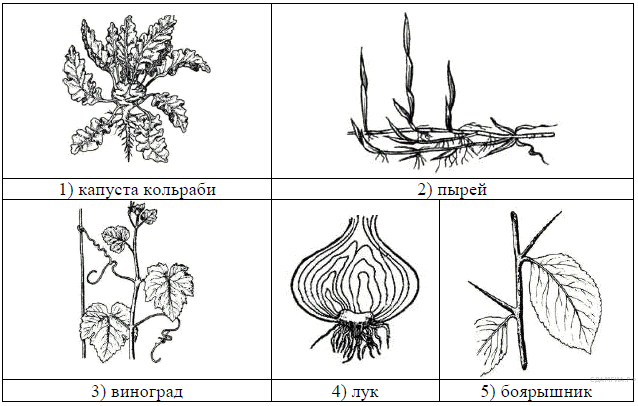 1) капуста кольраби
2) пырей
3) виноград
4) лук
5) боярышник